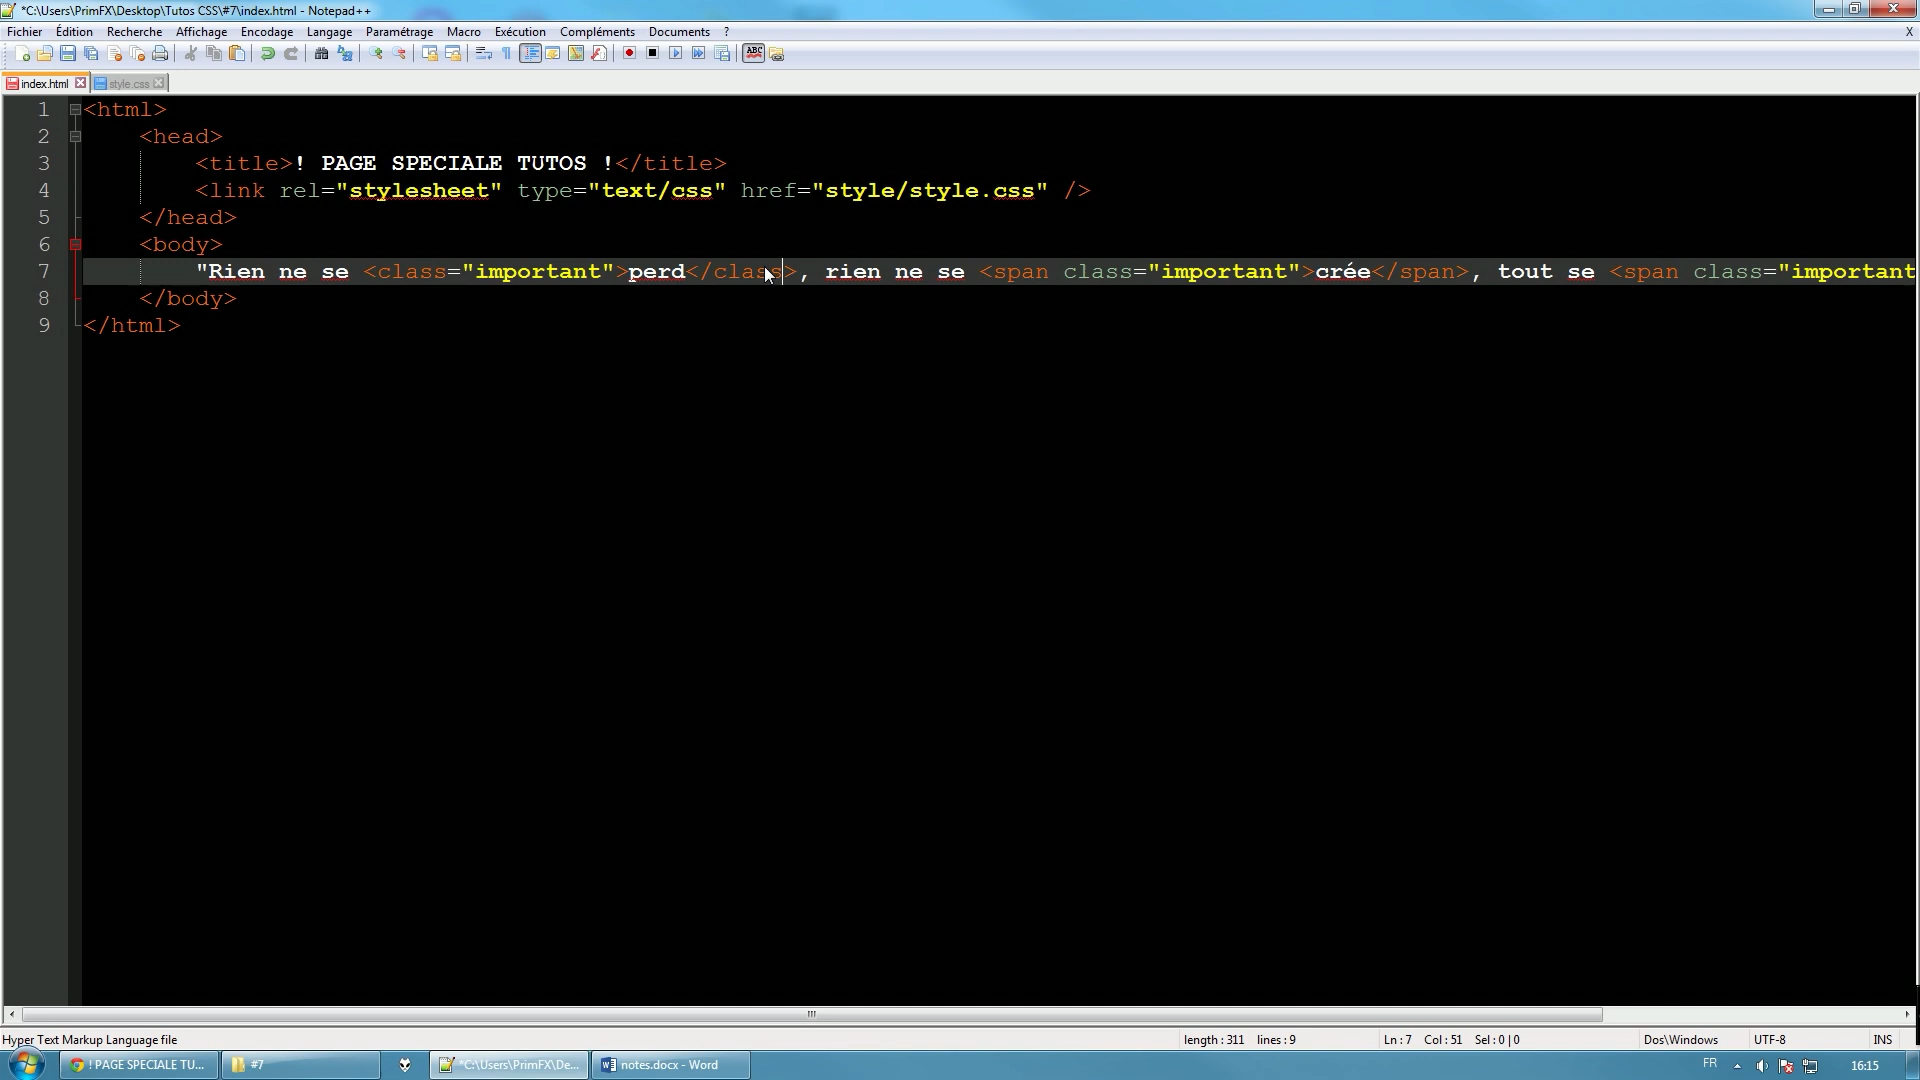 *C:\Users\PrimFX\Desktop\Tutos CSS\#7\index.html - Notepad++
Fichier Édition Recherche Affichage Encodage Langage Paramétrage Macro Exécution Compléments Documents ? X
ABC
index.html style.css
1 <html>
2 <head>
3 <title>! PAGE SPECIALE TUTOS !</title>
4 <link rel="stylesheet" type="text/css" href="style/style.css" />
5 </head>
6 <body>
7 "Rien ne se <class="important">perd</class>, rien ne se <span class="important">crée</span>, tout se <span class="important
8 </body>
9 </html>
Hyper Text Markup Language file length : 311 lines : 9 Ln : 7 Col : 51 Sel : 0 | 0 Dos\Windows UTF-8 INS
! PAGE SPECIALE TU... #7 *C:\Users\PrimFX\De... notes.docx - Word FR 16:15